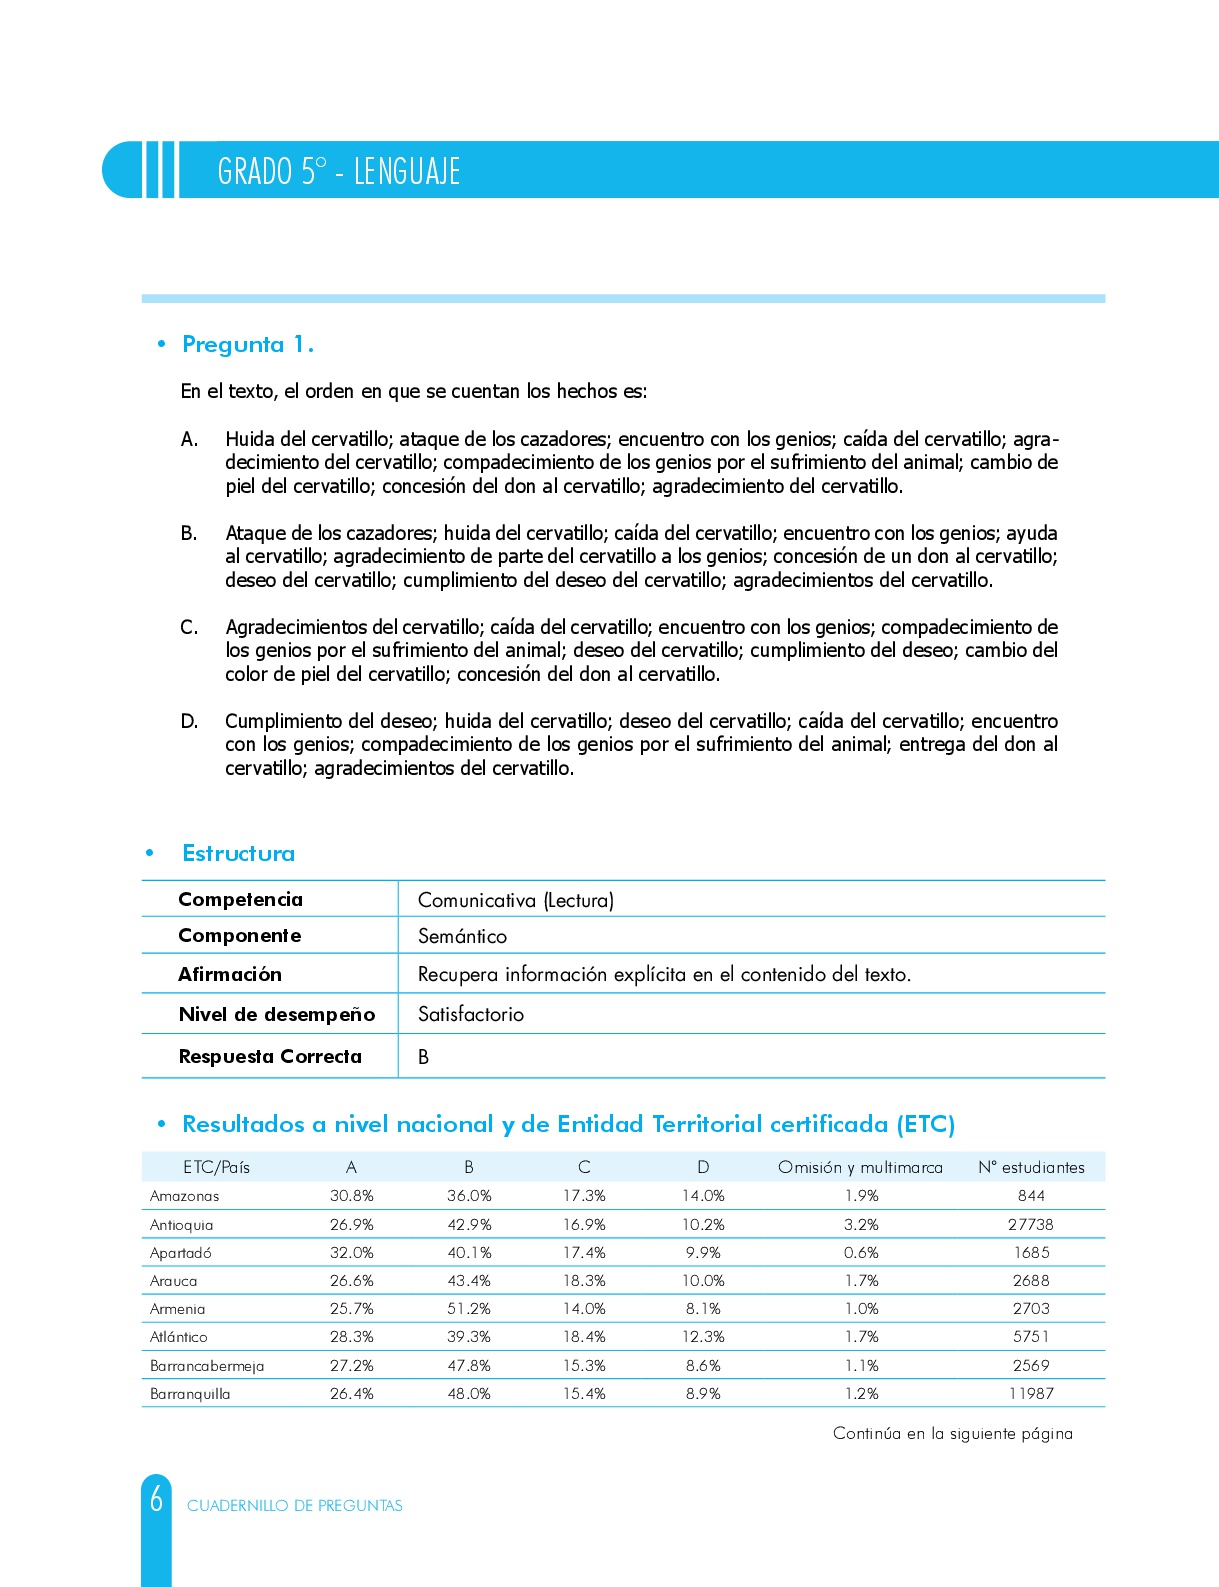 GRADO 5° - LENGUAJE
• Pregunta 1.
En el texto, el orden en que se cuentan los hechos es:
A. Huida del cervatillo; ataque de los cazadores; encuentro con los genios; caída del cervatillo; agra-
decimiento del cervatillo; compadecimiento de los genios por el sufrimiento del animal; cambio de
piel del cervatillo; concesión del don al cervatillo; agradecimiento del cervatillo.
B. Ataque de los cazadores; huida del cervatillo; caída del cervatillo; encuentro con los genios; ayuda
al cervatillo; agradecimiento de parte del cervatillo a los genios; concesión de un don al cervatillo;
deseo del cervatillo; cumplimiento del deseo del cervatillo; agradecimientos del cervatillo.
C. Agradecimientos del cervatillo; caída del cervatillo; encuentro con los genios; compadecimiento de
los genios por el sufrimiento del animal; deseo del cervatillo; cumplimiento del deseo; cambio del
color de piel del cervatillo; concesión del don al cervatillo.
D. Cumplimiento del deseo; huida del cervatillo; deseo del cervatillo; caída del cervatillo; encuentro
con los genios; compadecimiento de los genios por el sufrimiento del animal; entrega del don al
cervatillo; agradecimientos del cervatillo.
• Estructura
Competencia Comunicativa (Lectura)
Componente Semántico
Afirmación Recupera información explícita en el contenido del texto.
Nivel de desempeño Satisfactorio
Respuesta Correcta B
• Resultados a nivel nacional y de Entidad Territorial certificada (ETC)
ETC/País A B C D Omisión y multimarca N° estudiantes
Amazonas 30.8% 36.0% 17.3% 14.0% 1.9% 844
Antioquia 26.9% 42.9% 16.9% 10.2% 3.2% 27738
Apartadó 32.0% 40.1% 17.4% 9.9% 0.6% 1685
Arauca 26.6% 43.4% 18.3% 10.0% 1.7% 2688
Armenia 25.7% 51.2% 14.0% 8.1% 1.0% 2703
Atlántico 28.3% 39.3% 18.4% 12.3% 1.7% 5751
Barrancabermeja 27.2% 47.8% 15.3% 8.6% 1.1% 2569
Barranquilla 26.4% 48.0% 15.4% 8.9% 1.2% 11987
Continúa en la siguiente página
6 CUADERNILLO DE PREGUNTAS